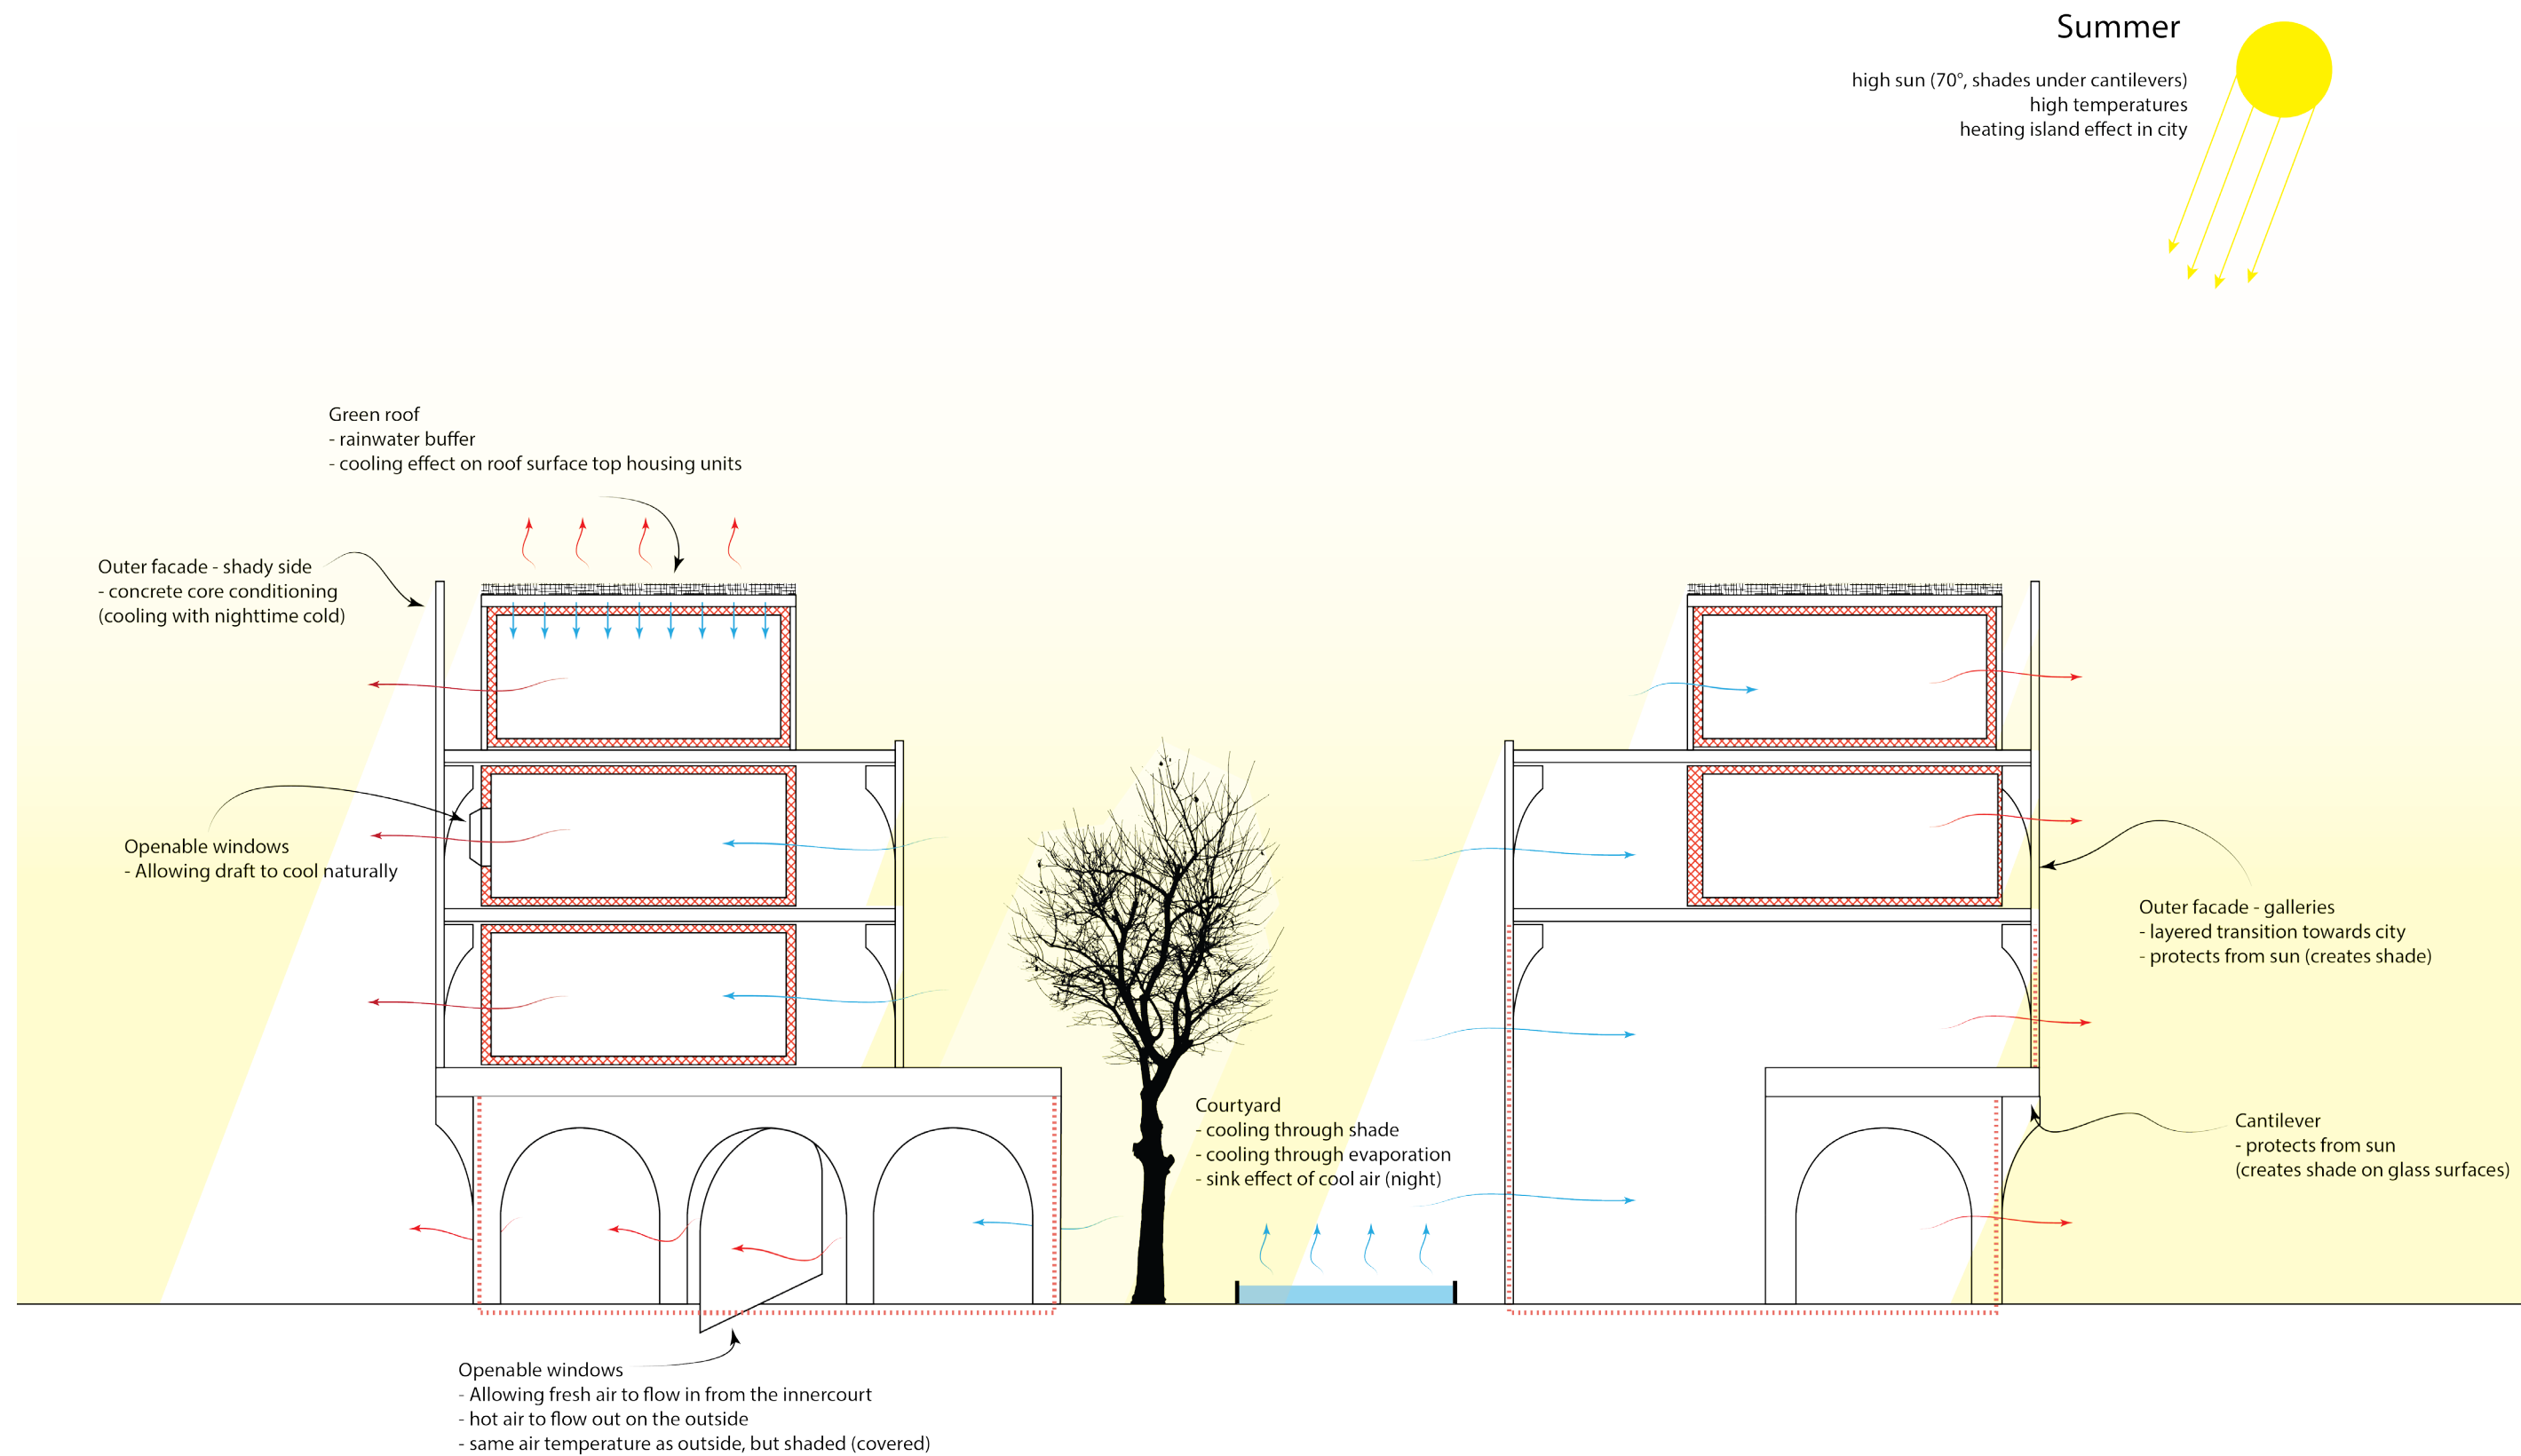 Summer
high sun (70°, shades under cantilevers)
high temperatures
heating island effect in city
Green roof
- rainwater buffer
- cooling effect on roof surface top housing units
Outer facade - shady side
- concrete core conditioning
(cooling with nighttime cold)
Openable windows
- Allowing draft to cool naturally
Outer facade - galleries
- layered transition towards city
- protects from sun (creates shade)
Courtyard
- cooling through shade
- cooling through evaporation
- sink effect of cool air (night)
Cantilever
- protects from sun
(creates shade on glass surfaces)
Openable windows
- Allowing fresh air to flow in from the innercourt
- hot air to flow out on the outside
- same air temperature as outside, but shaded (covered)